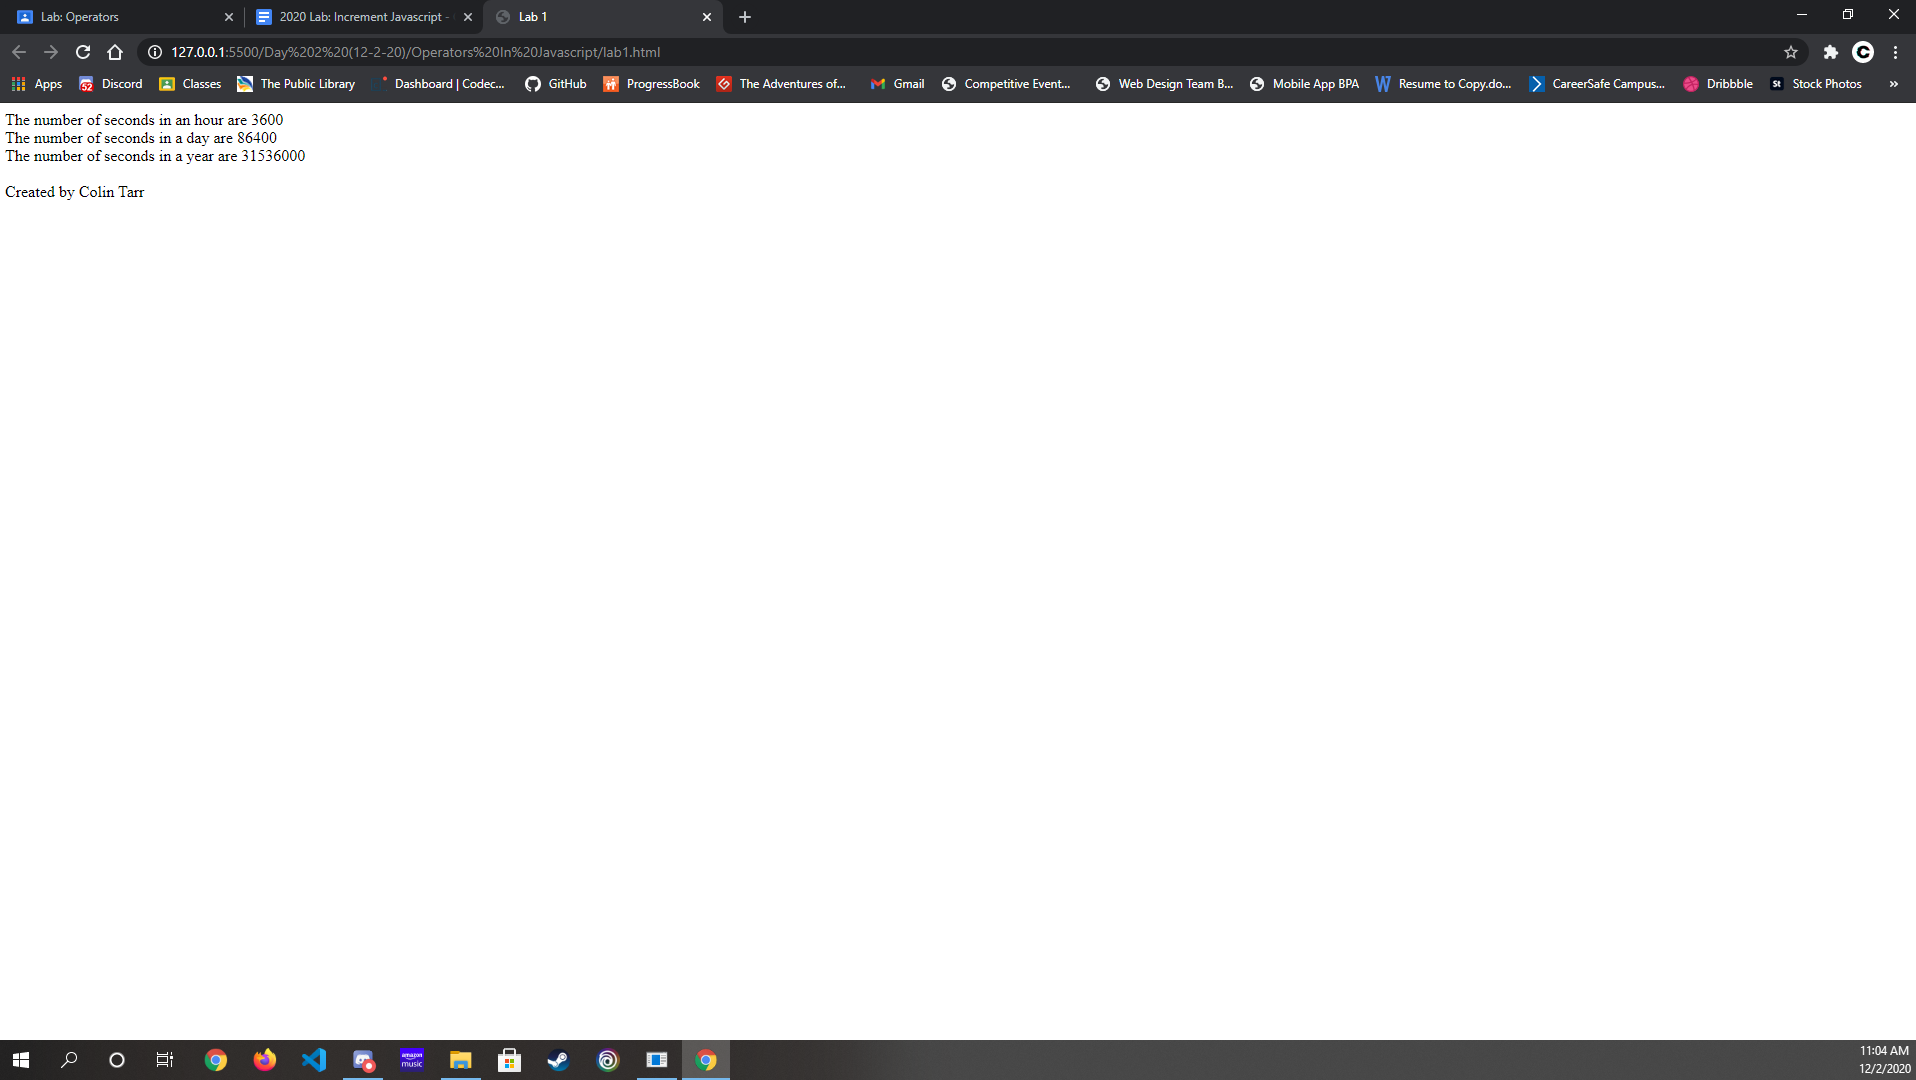 Lab: Operators
2020 Lab: Increment Javascript -
Lab 1
127.0.0.1:5500/Day%202%20(12-2-20)/Operators%20In%20Javascript/lab1.html
Apps Discord Classes The Public Library Dashboard | Codec... GitHub ProgressBook The Adventures of... Gmail Competitive Event... Web Design Team B... Mobile App BPA Resume to Copy.do... CareerSafe Campus... Dribbble St Stock Photos »
The number of seconds in an hour are 3600
The number of seconds in a day are 86400
The number of seconds in a year are 31536000
Created by Colin Tarr
amazon
music
11:04 AM
12/2/2020